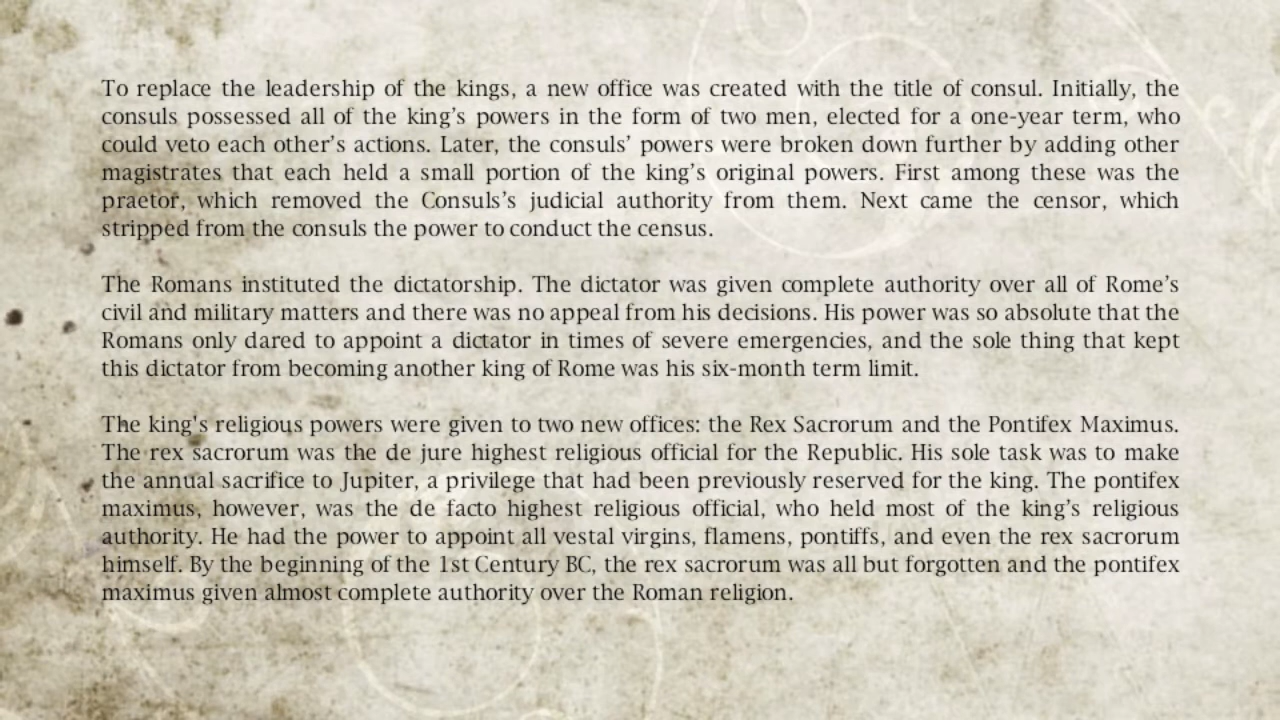 To replace the leadership of the kings, a new office was created with the title of consul. Initially, the
consuls possessed all of the king’s powers in the form of two men, elected for a one-year term, who
could veto each other’s actions. Later, the consuls’ powers were broken down further by adding other
magistrates that each held a small portion of the king’s original powers. First among these was the
praetor, which removed the Consuls’s judicial authority from them. Next came the censor, which
stripped from the consuls the power to conduct the census.
The Romans instituted the dictatorship. The dictator was given complete authority over all of Rome’s
civil and military matters and there was no appeal from his decisions. His power was so absolute that the
Romans only dared to appoint a dictator in times of severe emergencies, and the sole thing that kept
this dictator from becoming another king of Rome was his six-month term limit.
The king's religious powers were given to two new offices: the Rex Sacrorum and the Pontifex Maximus.
The rex sacrorum was the de jure highest religious official for the Republic. His sole task was to make
the annual sacrifice to Jupiter, a privilege that had been previously reserved for the king. The pontifex
maximus, however, was the de facto highest religious official, who held most of the king’s religious
authority. He had the power to appoint all vestal virgins, flamens, pontiffs, and even the rex sacrorum
himself. By the beginning of the 1st Century BC, the rex sacrorum was all but forgotten and the pontifex
maximus given almost complete authority over the Roman religion.